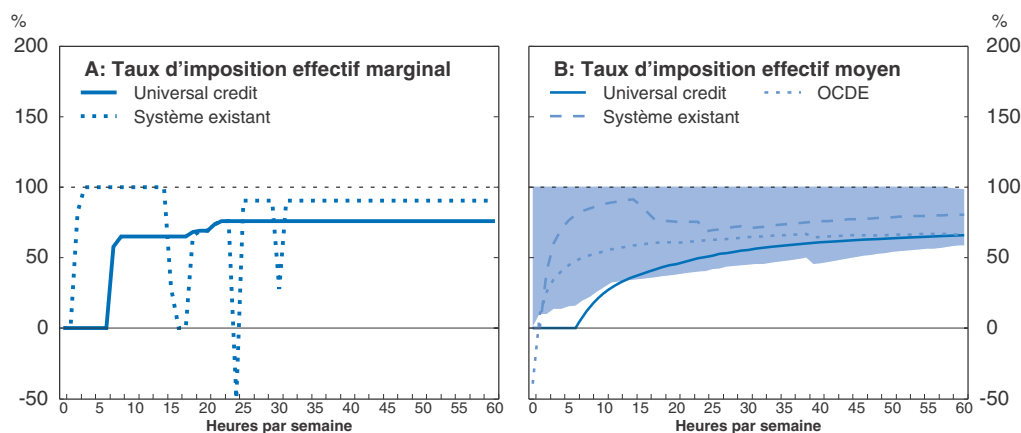 %
200
150
100
50
0
-50
A: Taux d'imposition effectif marginal
Universal credit
Système existant
0 5 10 15 20 25 30 35 40 45 50 55 60
Heures par semaine
B: Taux d'imposition effectif moyen
Universal credit OCDE
Système existant
0 5 10 15 20 25 30 35 40 45 50 55 60
Heures par semaine
%
200
150
100
50
0
-50